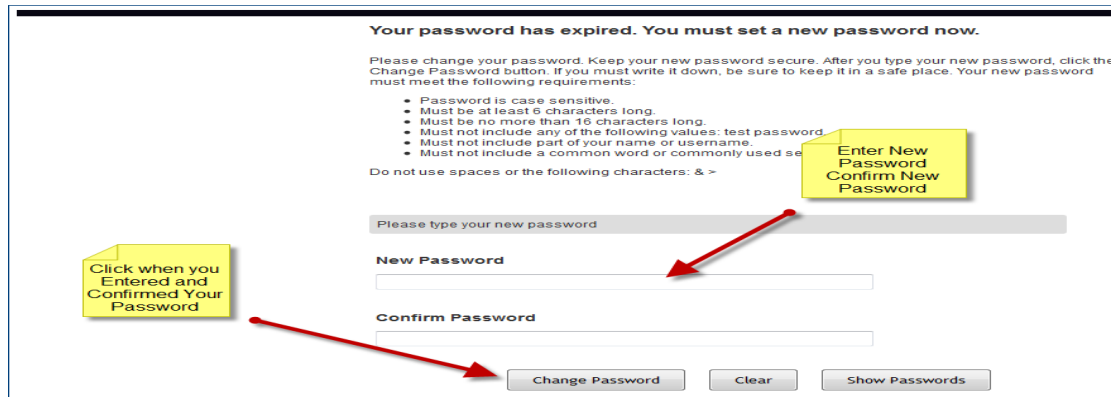 Your password has expired. You must set a new password now.
Please change your password. Keep your new password secure. After you type your new password, click the
Change Password button. If you must write it down, be sure to keep it in a safe place. Your new password
must meet the following requirements:
• Password is case sensitive.
• Must be at least 6 characters long.
• Must be no more than 16 characters long.
• Must not include any of the following values: test password
• Must not include part of your name or username.
• Must not include a common word or commonly used
Do not use spaces or the following characters: & >
Enter New
Password
Confirm New
Password
Please type your new password
New Password
Click when you
Entered and
Confirmed Your
Password
Confirm Password
Change Password
Clear
Show Passwords